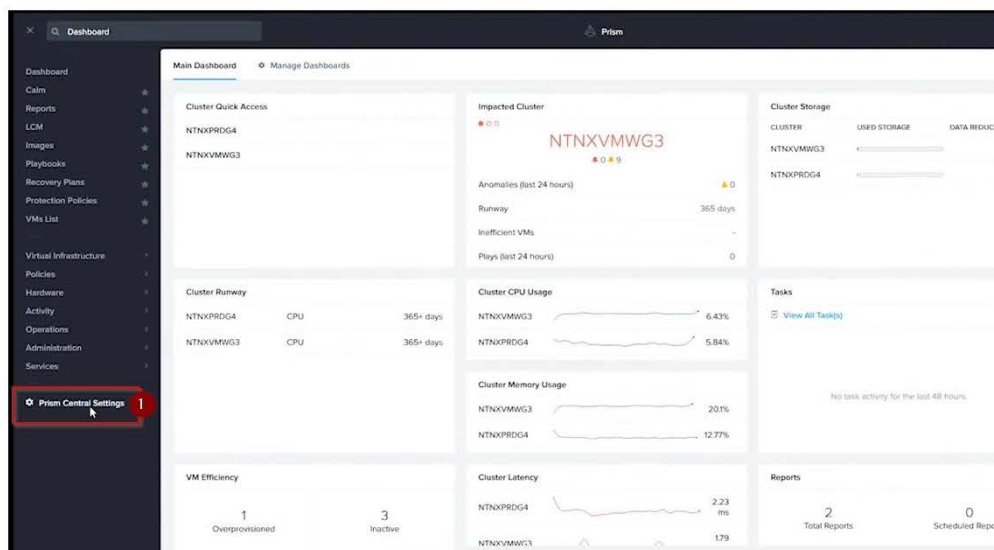 Dashboard
Prism
Dashboard
Calm
Reports
LCM
Images
Playbooks
Recovery Plans
Protection Policies
VMs List
Virtual Infrastructure
Policies
Hardware
Activity
Operations
Administration
Services
Prism Central Settings 1
Main Dashboard Manage Dashboards
Cluster Quick Access
NTNXPRDG4
NTNXVMWG3
Impacted Cluster
NTNXVMWG3
0 9
Anomalies (last 24 hours) 0
Runway 365 days
Inefficient VMs -
Plays (last 24 hours) 0
Cluster Storage
CLUSTER USED STORAGE DATA REDUC
NTNXVMWG3
NTNXPRDG4
Cluster Runway
NTNXPRDG4 CPU 365+ days
NTNXVMWG3 CPU 365+ days
Cluster CPU Usage
NTNXVMWG3 6.43%
NTNXPRDG4 5.84%
Cluster Memory Usage
NTNXVMWG3 20.1%
NTNXPRDG4 12.77%
Tasks
View All Task(s)
No task activity for the last 48 hours.
VM Efficiency
1 3
Overprovisioned Inactive
Cluster Latency
NTNXPRDG4 2.23 ms
NTNXVMWG3 1.79
Reports
2 0
Total Reports Scheduled Repo